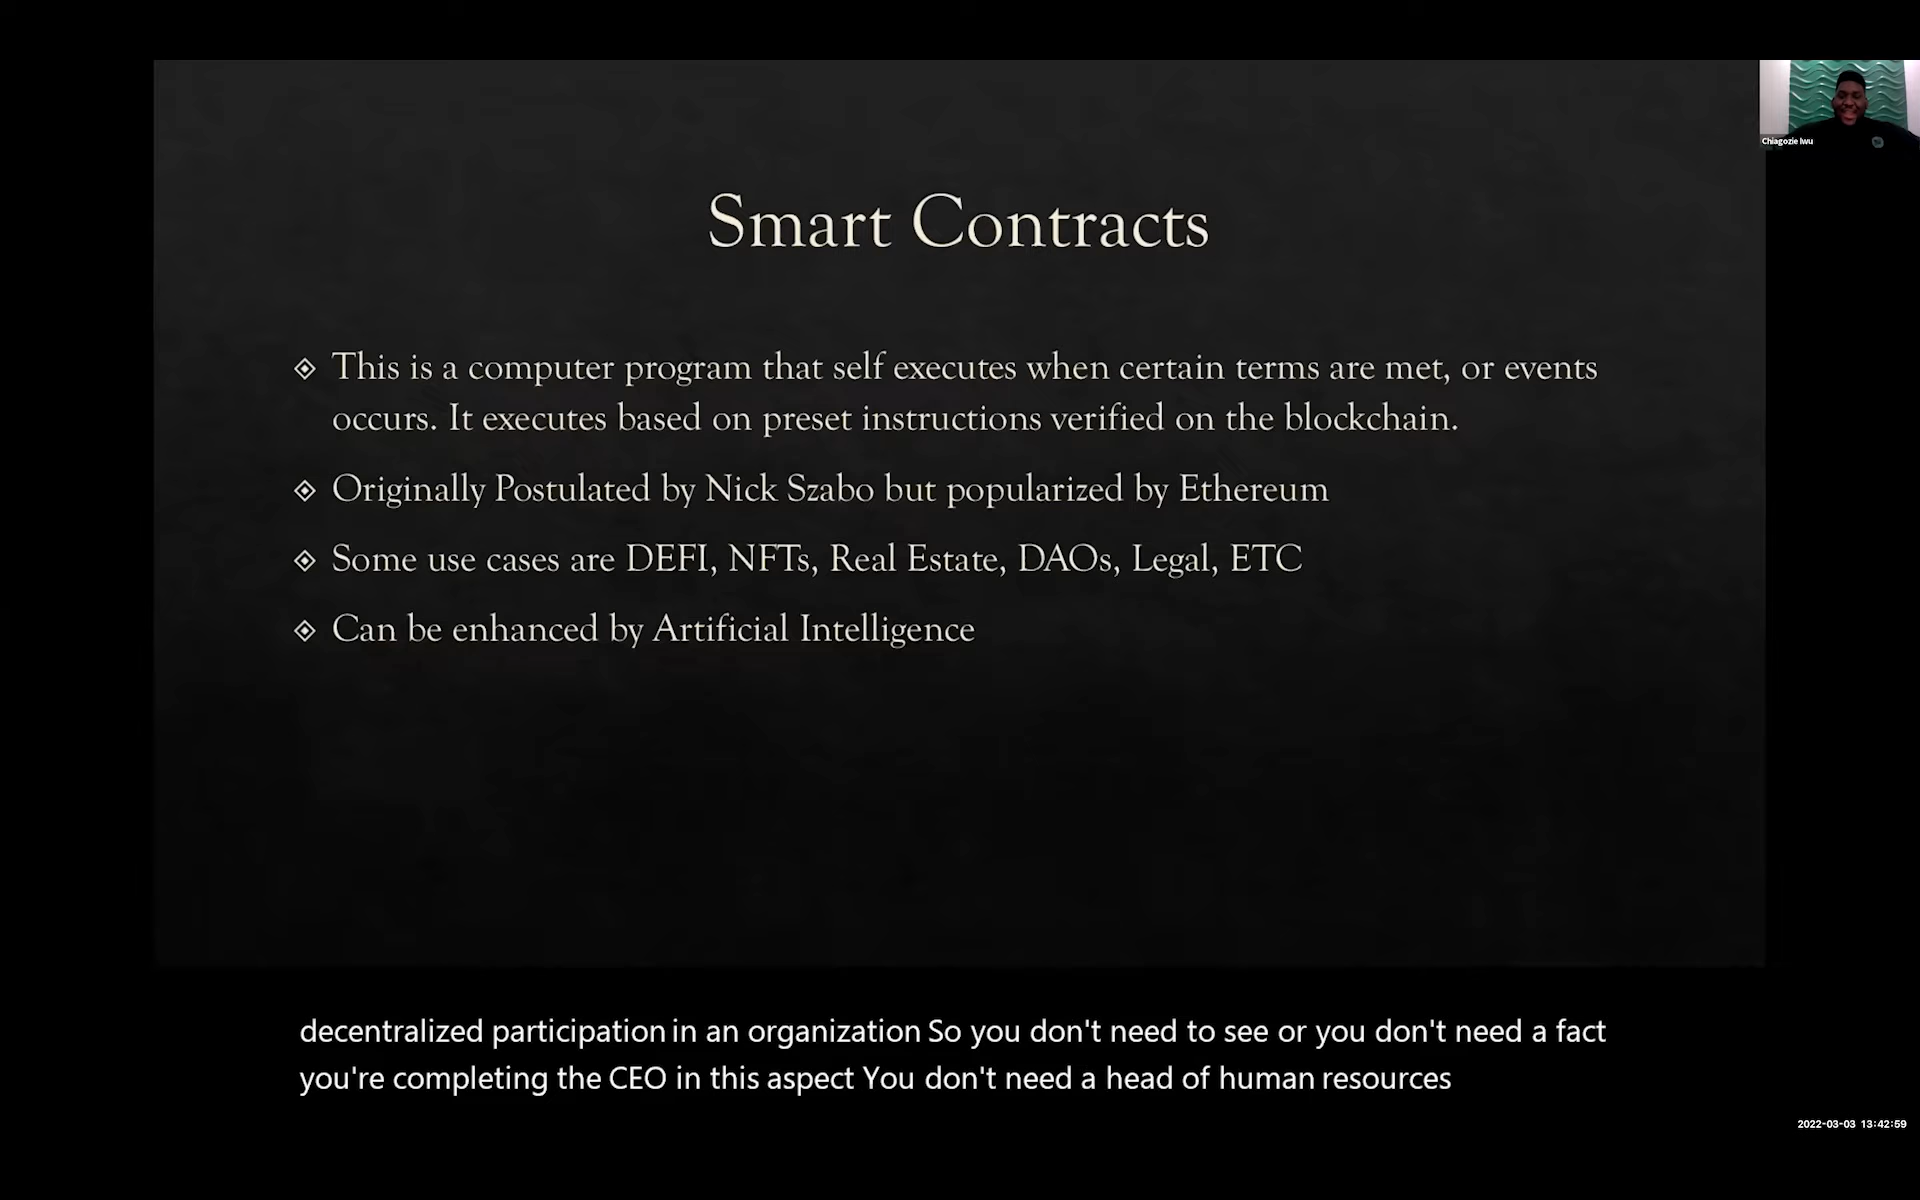 Chiagozie Iwu
Smart Contracts
This is a computer program that self executes when certain terms are met, or events
occurs. It executes based on preset instructions verified on the blockchain.
Originally Postulated by Nick Szabo but popularized by Ethereum
Some use cases are DEFI, NFTs, Real Estate, DAOs, Legal, ETC
Can be enhanced by Artificial Intelligence
decentralized participation in an organization So you don't need to see or you don't need a fact
you're completing the CEO in this aspect You don't need a head of human resources
2022-03-03 13:42:59